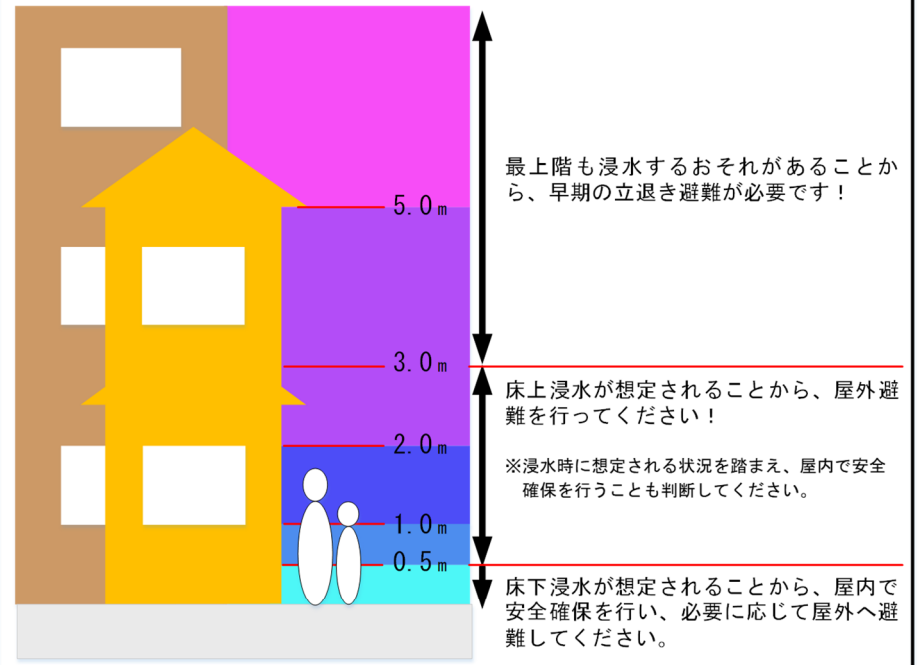 最上階も浸水するおそれがあることか
ら、早期の立退き避難が必要です！
5.0m
3.0m
床上浸水が想定されることから、屋外避
難を行ってください！
2.0m
※浸水時に想定される状況を踏まえ、屋内で安全
確保を行うことも判断してください。
1.0m
0.5m
床下浸水が想定されることから、屋内で
安全確保を行い、必要に応じて屋外へ避
難してください。